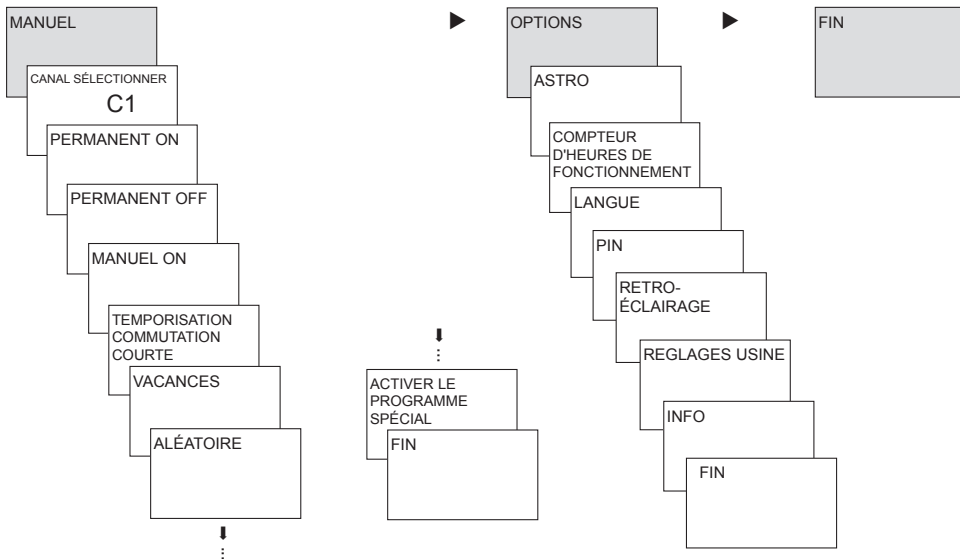 MANUEL
CANAL SÉLECTIONNER
C1
PERMANENT ON
PERMANENT OFF
MANUEL ON
TEMPORISATION
COMMUTATION
COURTE
VACANCES
ALÉATOIRE
ACTIVER LE
PROGRAMME
SPÉCIAL
FIN
OPTIONS
ASTRO
COMPTEUR
D'HEURES DE
FONCTIONNEMENT
LANGUE
PIN
RETRO-
ÉCLAIRAGE
REGLAGES USINE
INFO
FIN
FIN